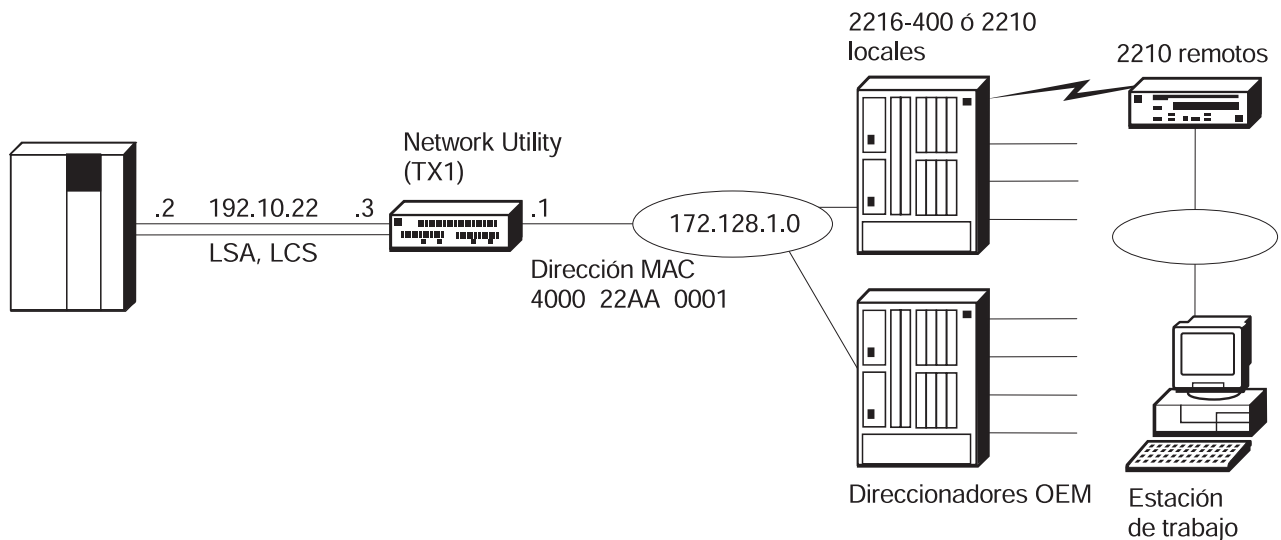 2216-400 ó 2210
locales
2210 remotos
Network Utility
(TX1)
.2
192.10.22
.3
.1
172.128.1.0
LSA, LCS
Dirección MAC
4000 22AA 0001
Direccionadores OEM
Estación
de trabajo